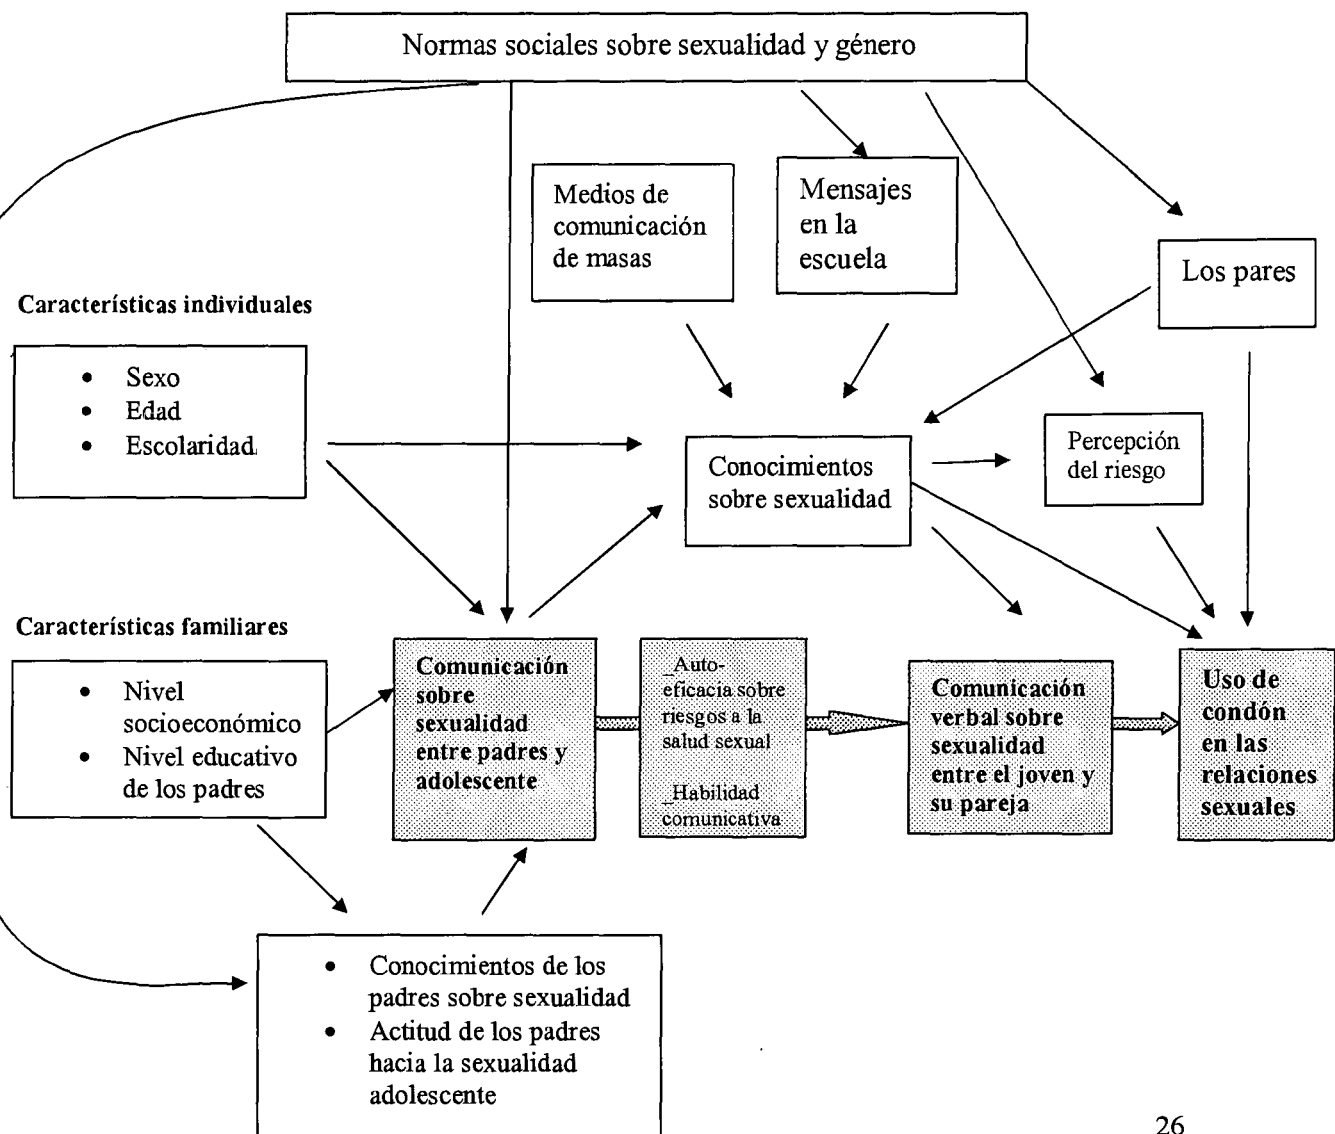 Normas sociales sobre sexualidad y género
Medios de
comunicación
de masas
Mensajes
en la
escuela
Los pares
Características individuales
• Sexo
• Edad
• Escolaridad
Conocimientos
sobre sexualidad
Percepción
del riesgo
Características familiares
• Nivel
socioeconómico
• Nivel educativo
de los padres
Comunicación
sobre
sexualidad
entre padres y
adolescente
_Auto-
eficacia sobre
riesgos a la
salud sexual
_Habilidad
comunicativa
Comunicación
verbal sobre
sexualidad
entre el joven y
su pareja
Uso de
condón
en las
relaciones
sexuales
• Conocimientos de los
padres sobre sexualidad
• Actitud de los padres
hacia la sexualidad
adolescente
26